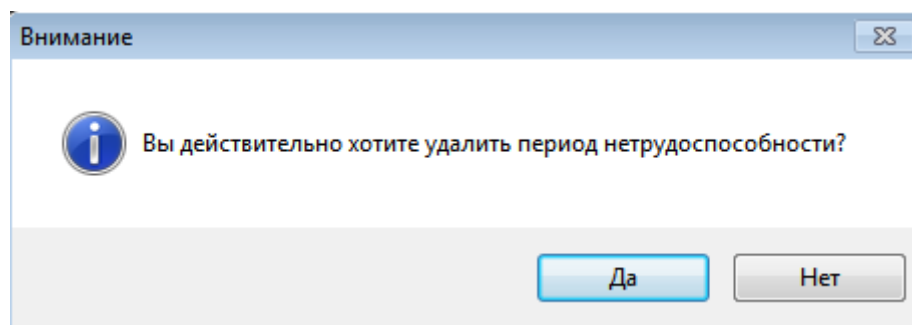 Внимание
Вы действительно хотите удалить период нетрудоспособности?
Да
Нет